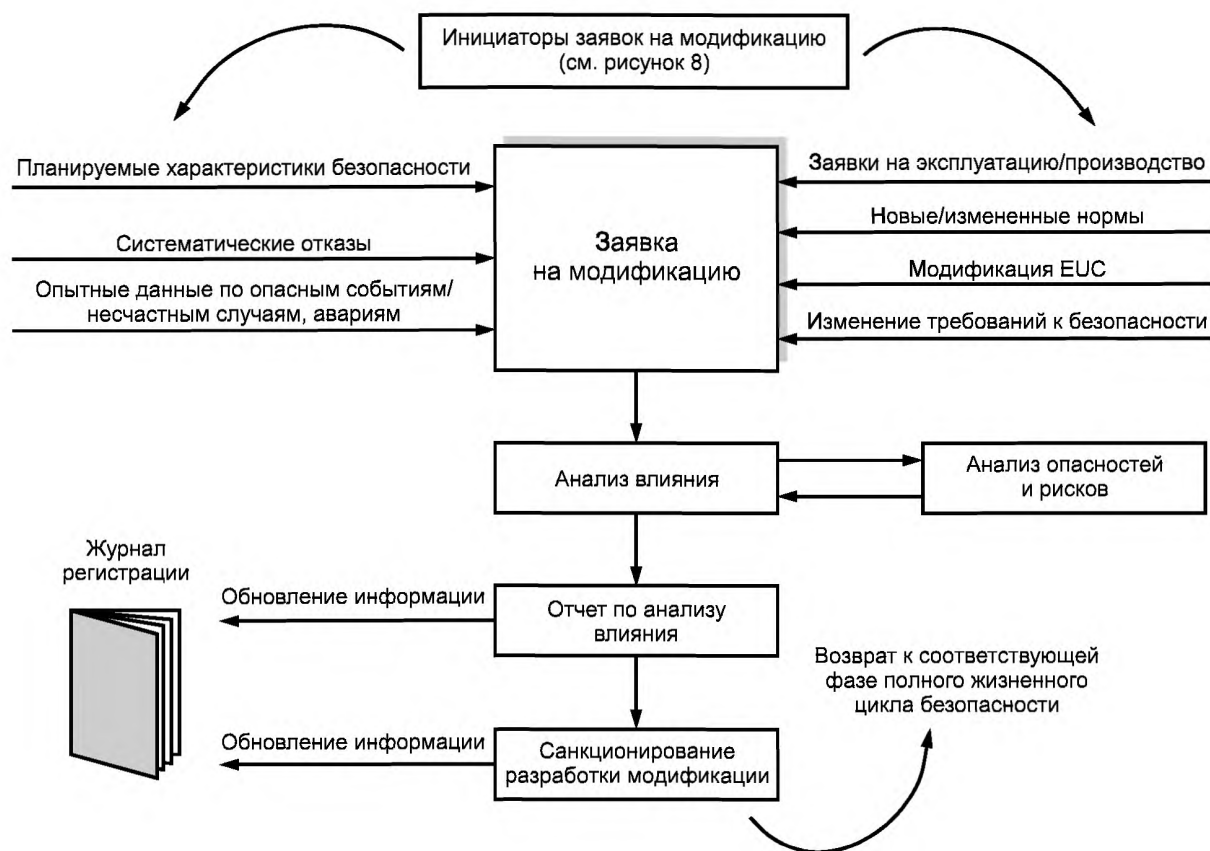 Инициаторы заявок на модификацию
(см. рисунок 8)
Планируемые характеристики безопасности
Систематические отказы
Опытные данные по опасным событиям/
несчастным случаям, авариям
Заявка
на модификацию
Заявки на эксплуатацию/производство
Новые/измененные нормы
Модификация EUC
Изменение требований к безопасности
Анализ влияния
Анализ опасностей
и рисков
Журнал
регистрации
Обновление информации
Отчет по анализу
влияния
Возврат к соответствующей
фазе полного жизненного
цикла безопасности
Обновление информации
Санкционирование
разработки модификации